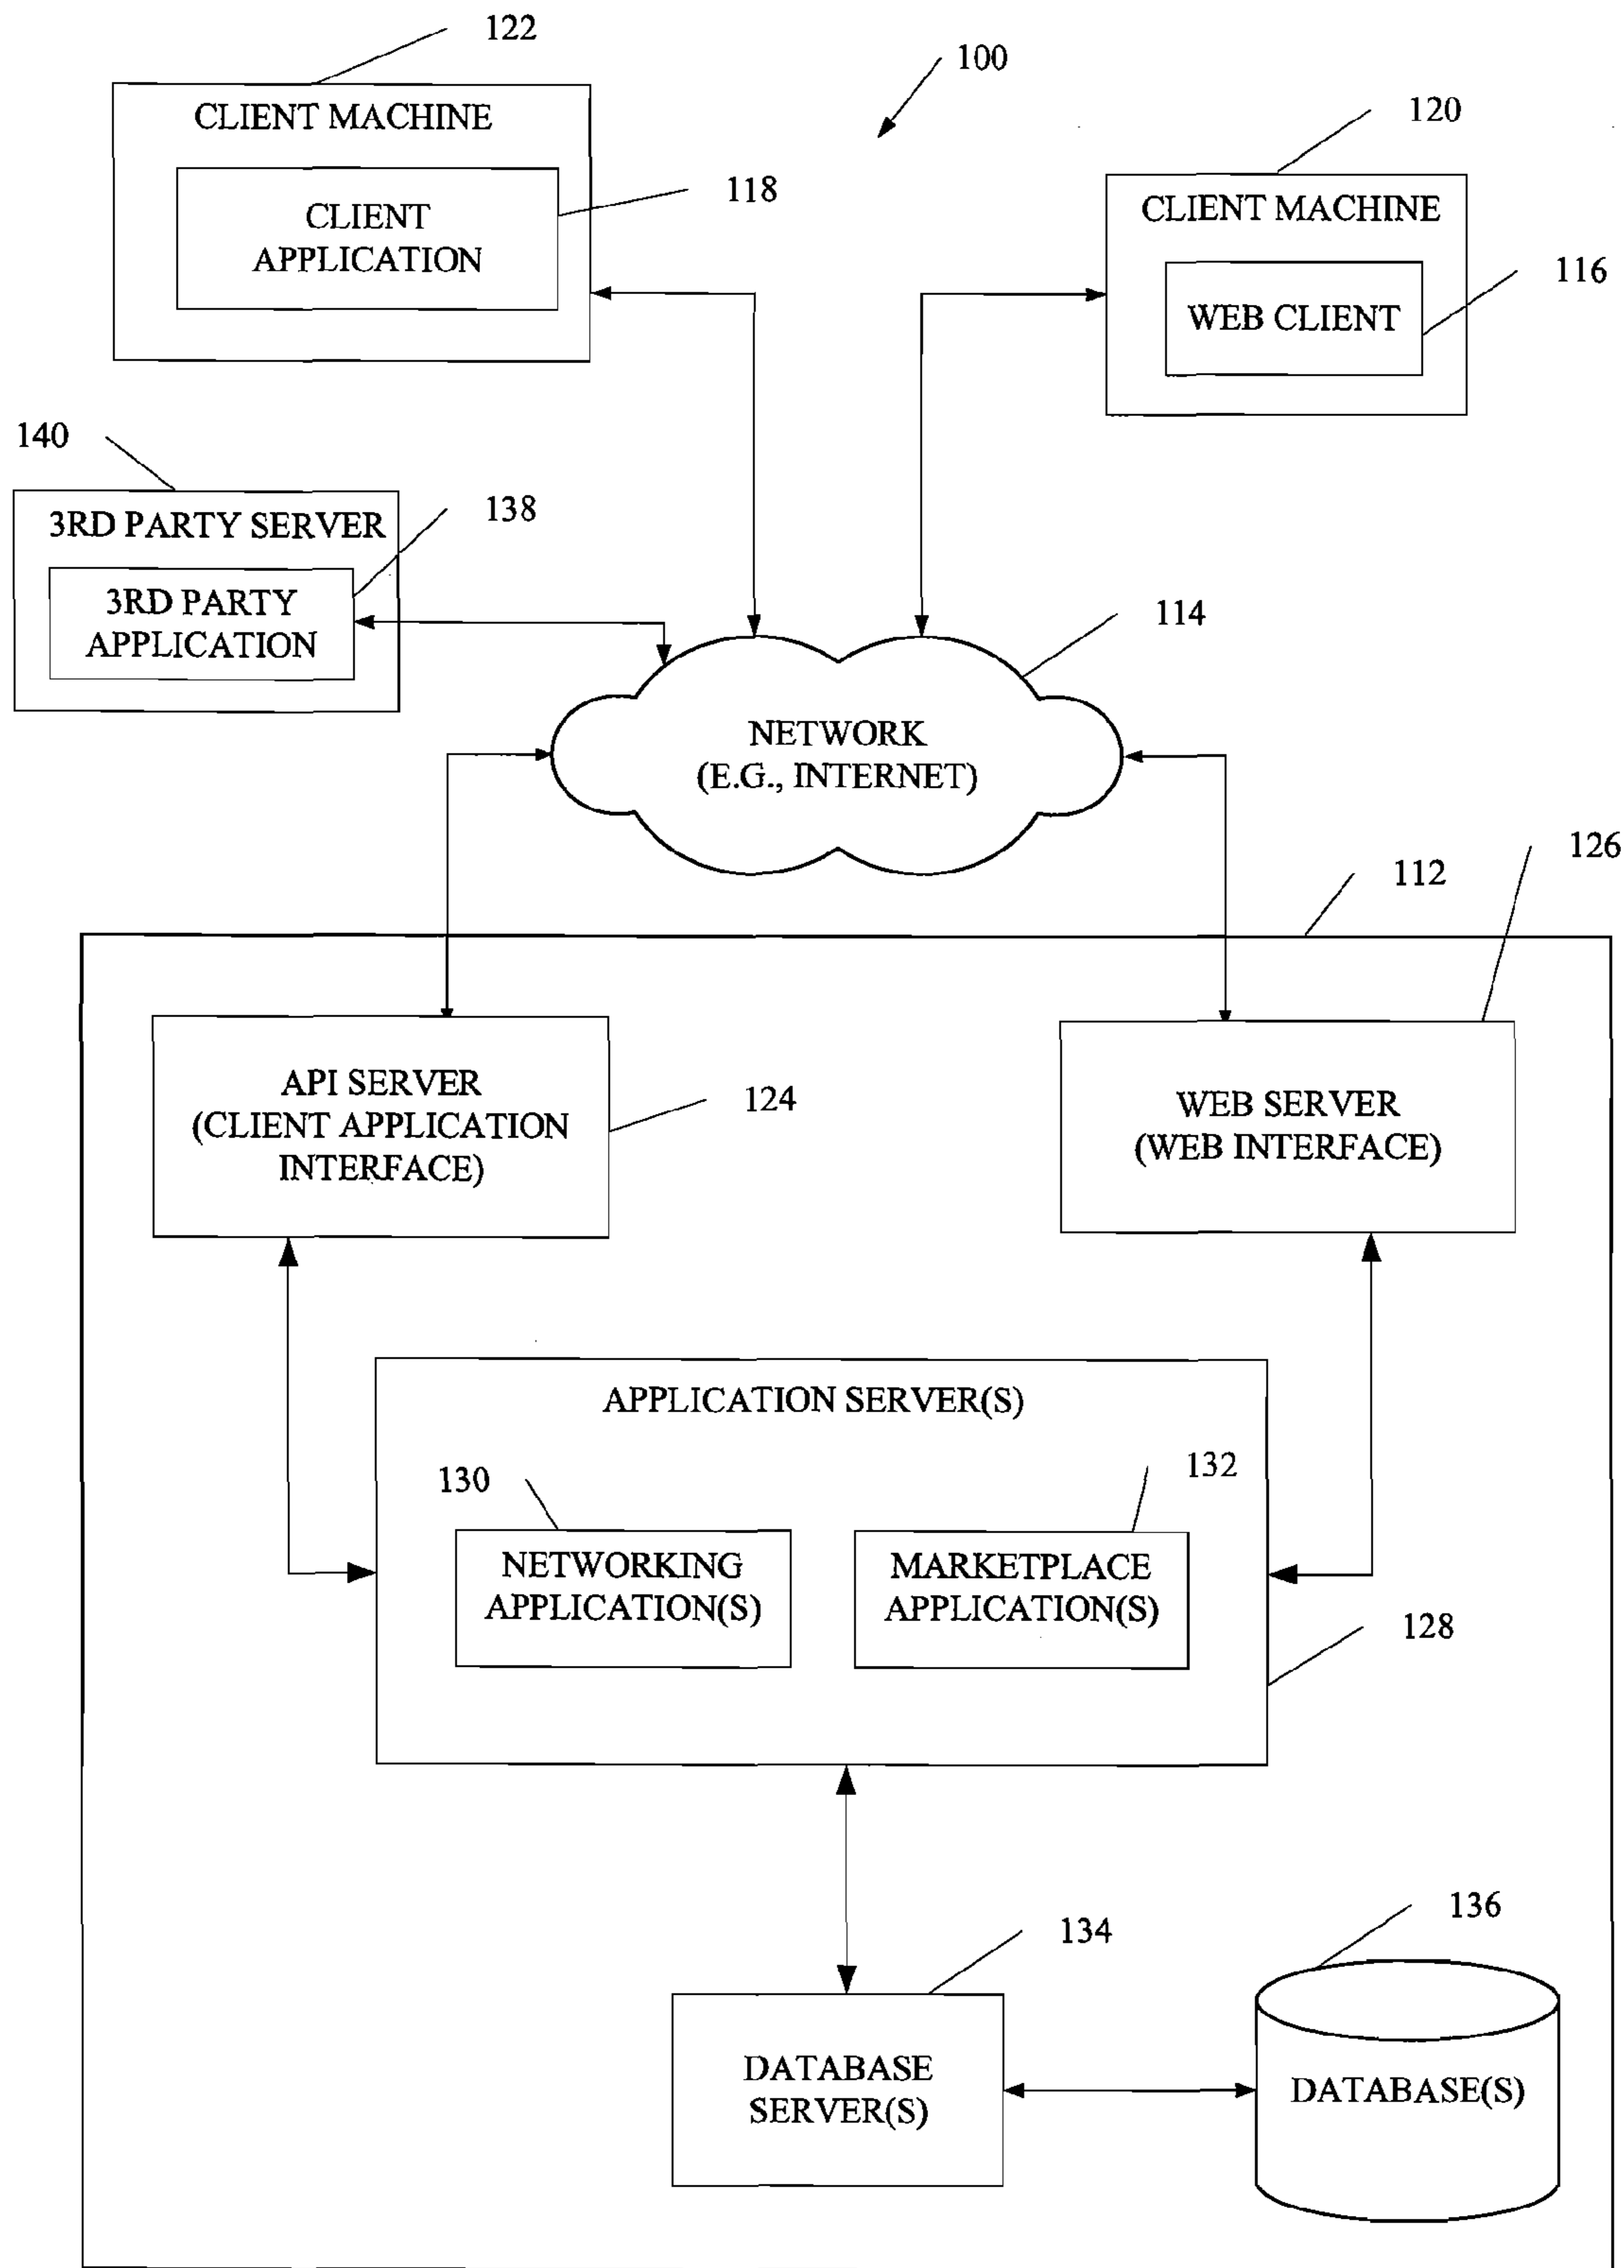 122
100
CLIENT MACHINE
120
118
CLIENT
APPLICATION
CLIENT MACHINE
116
WEB CLIENT
140
138
3RD PARTY SERVER
3RD PARTY
APPLICATION
114
NETWORK
(E.G., INTERNET)
126
112
API SERVER
(CLIENT APPLICATION
INTERFACE)
124
WEB SERVER
(WEB INTERFACE)
APPLICATION SERVER(S)
130
132
NETWORKING
APPLICATION(S)
MARKETPLACE
APPLICATION(S)
128
136
134
DATABASE
SERVER(S)
DATABASE(S)